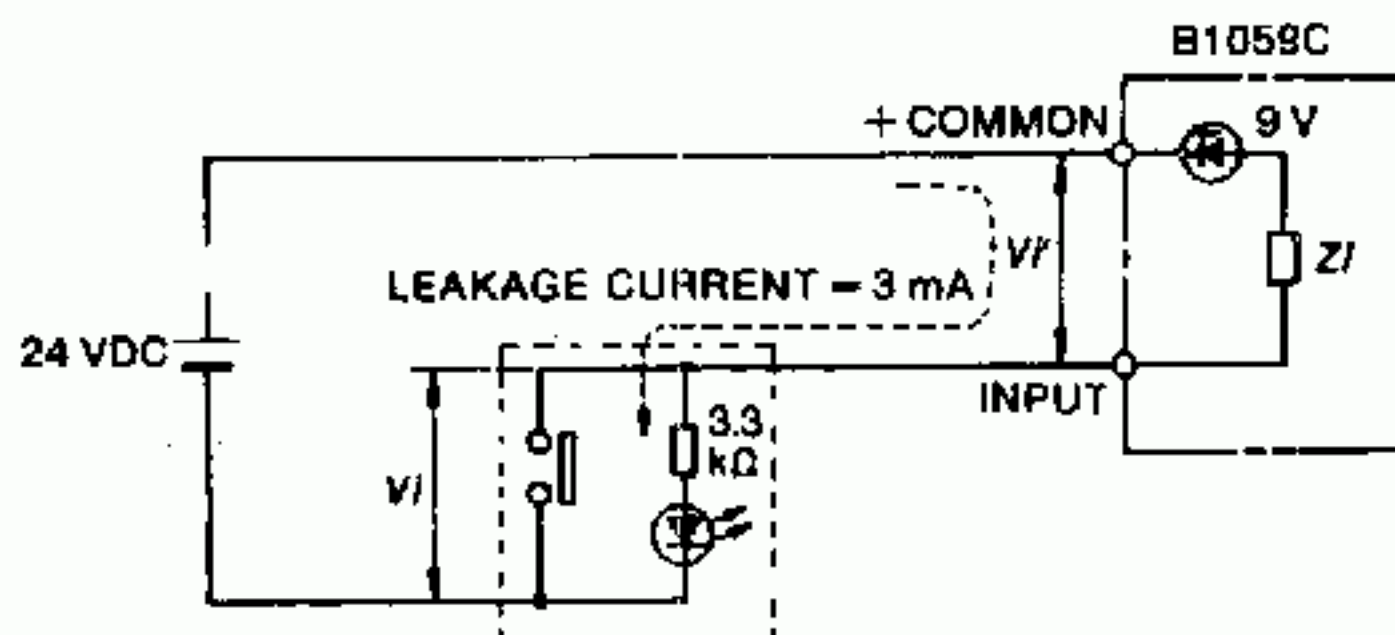 B1059C
+ COMMON
9 V
Vi'
Zi
LEAKAGE CURRENT = 3 mA
24 VDC
INPUT
3.3
kΩ
Vi